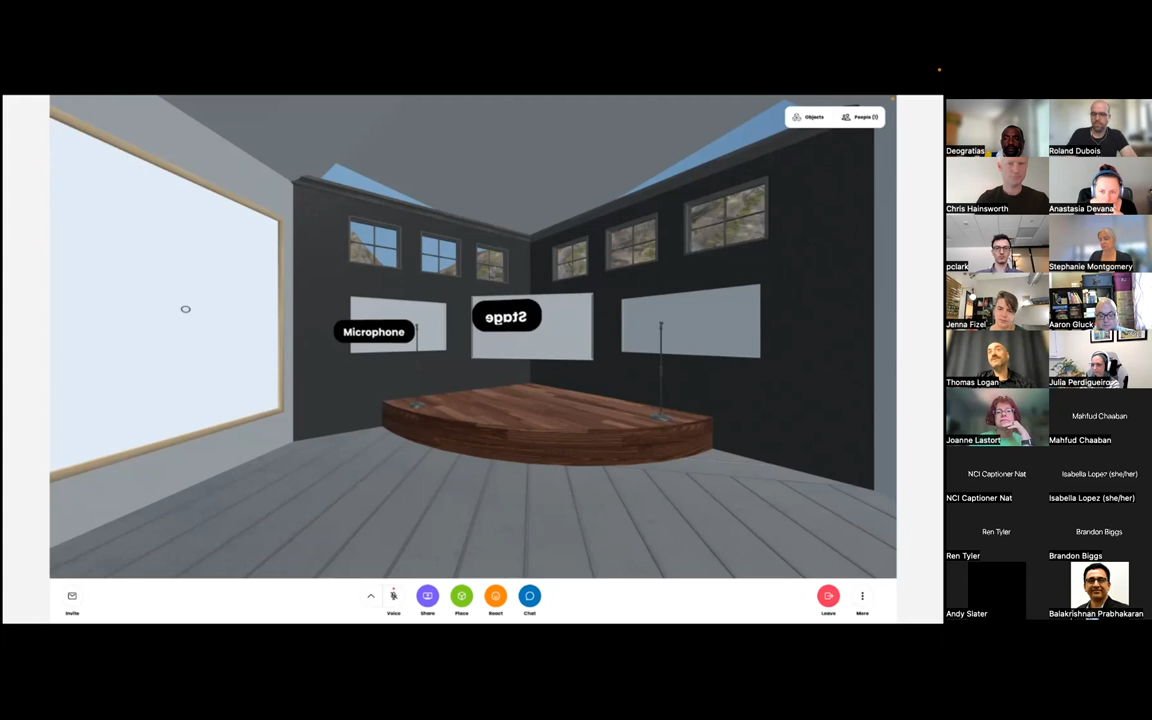 Objects
People (1)
Microphone
Stage
Invite
Voice
Share
Place
React
Chat
Leave
More
Deogratias
Roland Dubois
Chris Hainsworth
Anastasia Devana
pclark
Stephanie Montgomery
Jenna Fizel
Aaron Gluck
Thomas Logan
Julia Perdigueiro
Joanne Lastort
Mahfud Chaaban
Mahfud Chaaban
NCI Captioner Nat
Isabella Lopez (she/her)
NCI Captioner Nat
Isabella Lopez (she/her)
Ren Tyler
Brandon Biggs
Ren Tyler
Brandon Biggs
Andy Slater
Balakrishnan Prabhakaran